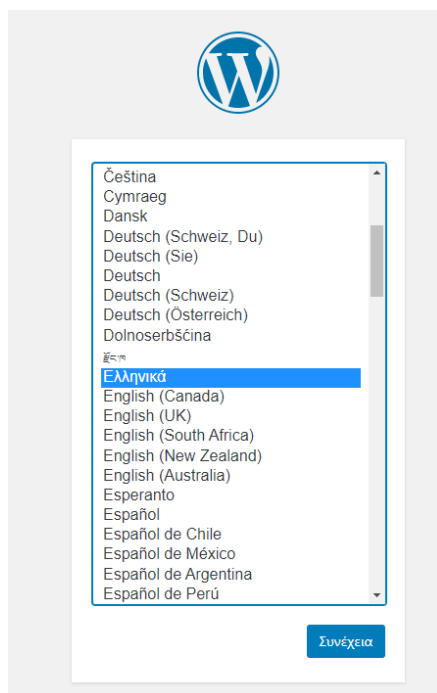 Čeština
Cymraeg
Dansk
Deutsch (Schweiz, Du)
Deutsch (Sie)
Deutsch
Deutsch (Schweiz)
Deutsch (Österreich)
Dolnoserbšćina
རྫོང་ཁ
Ελληνικά
English (Canada)
English (UK)
English (South Africa)
English (New Zealand)
English (Australia)
Esperanto
Español
Español de Chile
Español de México
Español de Argentina
Español de Perú
Συνέχεια